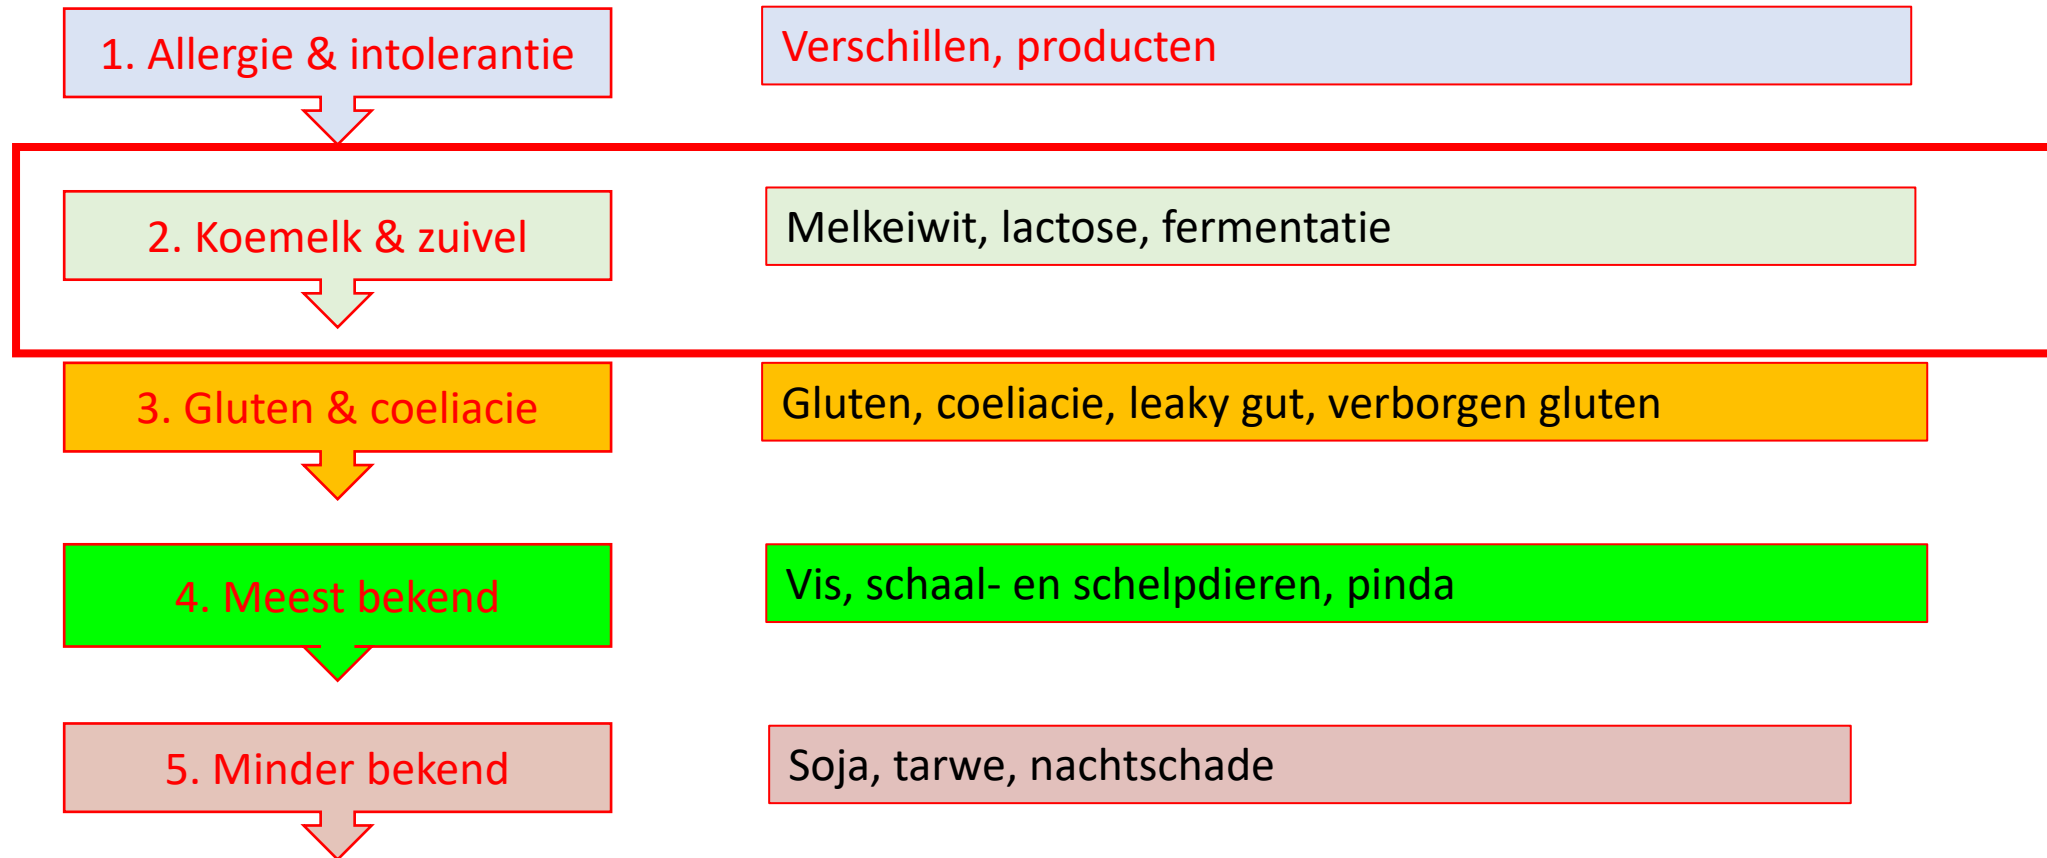 1. Allergie & intolerantie
Verschillen, producten
2. Koemelk & zuivel
Melkeiwit, lactose, fermentatie
3. Gluten & coeliacie
Gluten, coeliacie, leaky gut, verborgen gluten
4. Meest bekend
Vis, schaal- en schelpdieren, pinda
5. Minder bekend
Soja, tarwe, nachtschade